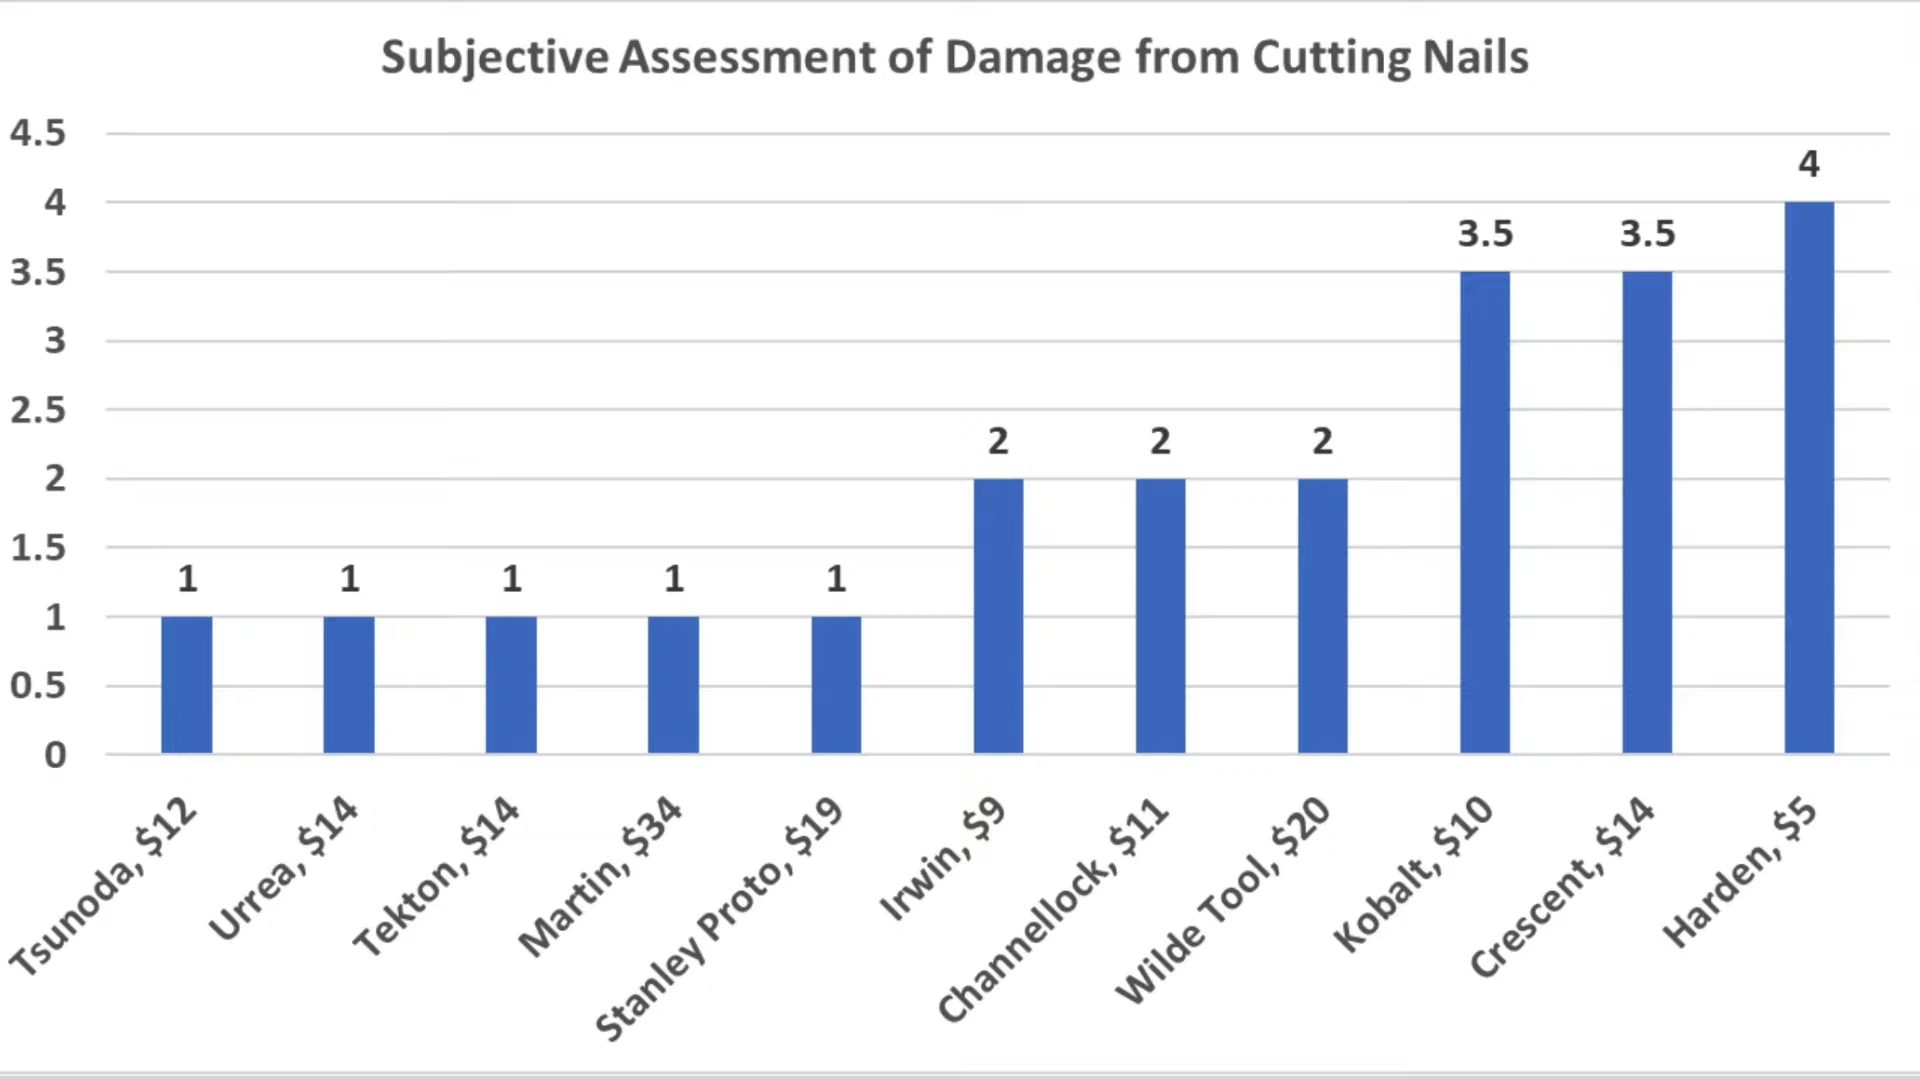 Subjective Assessment of Damage from Cutting Nails
4.5
4
3.5
3
2.5
2
1.5
1
0.5
0
1
1
1
1
1
2
2
2
3.5
3.5
4
Tsunoda, $12
Urrea, $14
Tekton, $14
Martin, $34
Stanley Proto, $19
Irwin, $9
Channellock, $11
Wilde Tool, $20
Kobalt, $10
Crescent, $14
Harden, $5